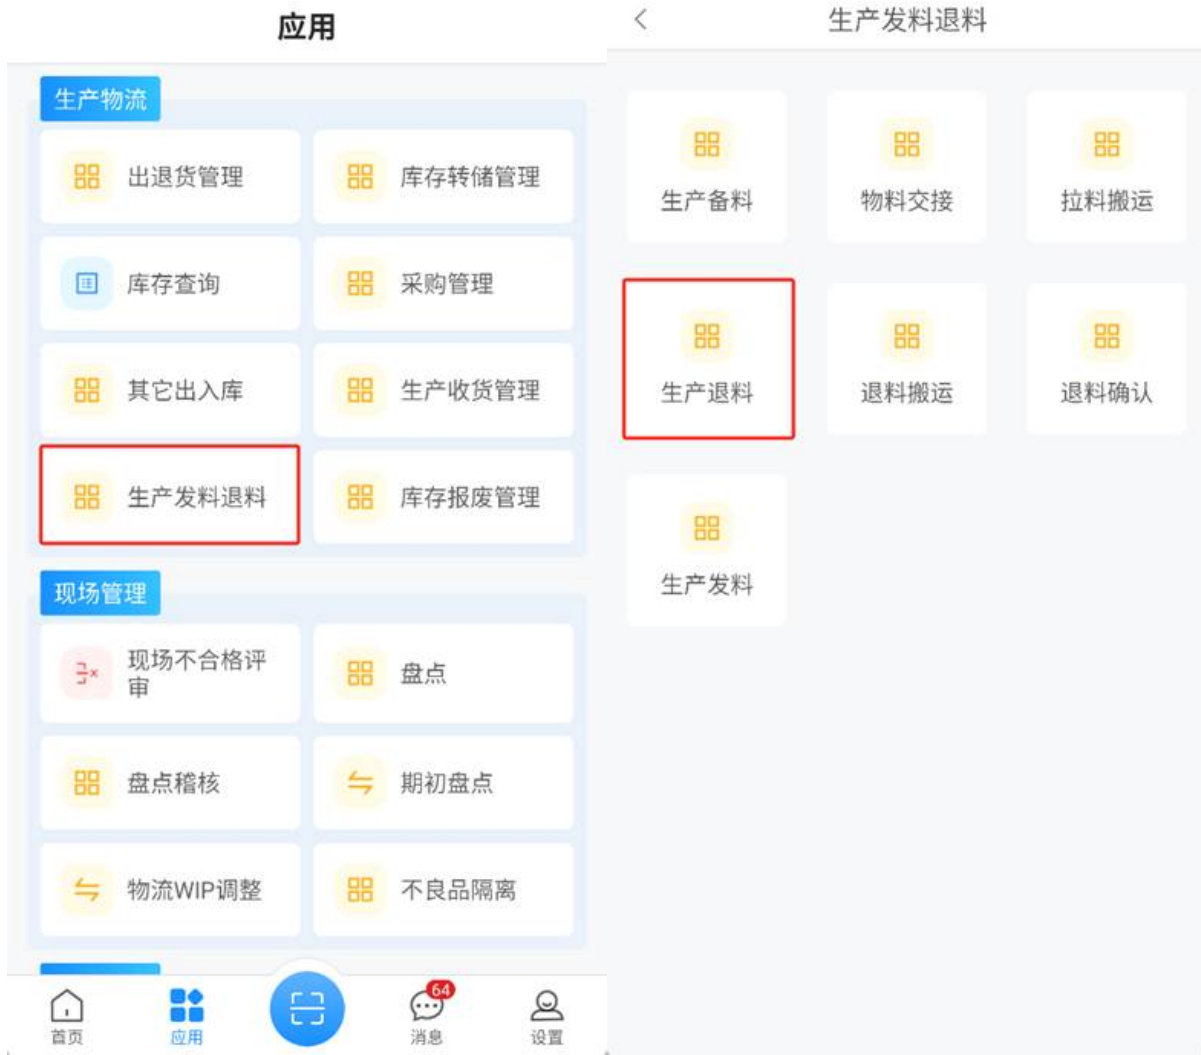 应用
生产物流
出退货管理
库存转储管理
库存查询
采购管理
其它出入库
生产收货管理
生产发料退料
库存报废管理
现场管理
现场不合格评
审
盘点
盘点稽核
期初盘点
物流WIP调整
不良品隔离
首页
应用
64
消息
设置
生产发料退料
生产备料
物料交接
拉料搬运
生产退料
退料搬运
退料确认
生产发料